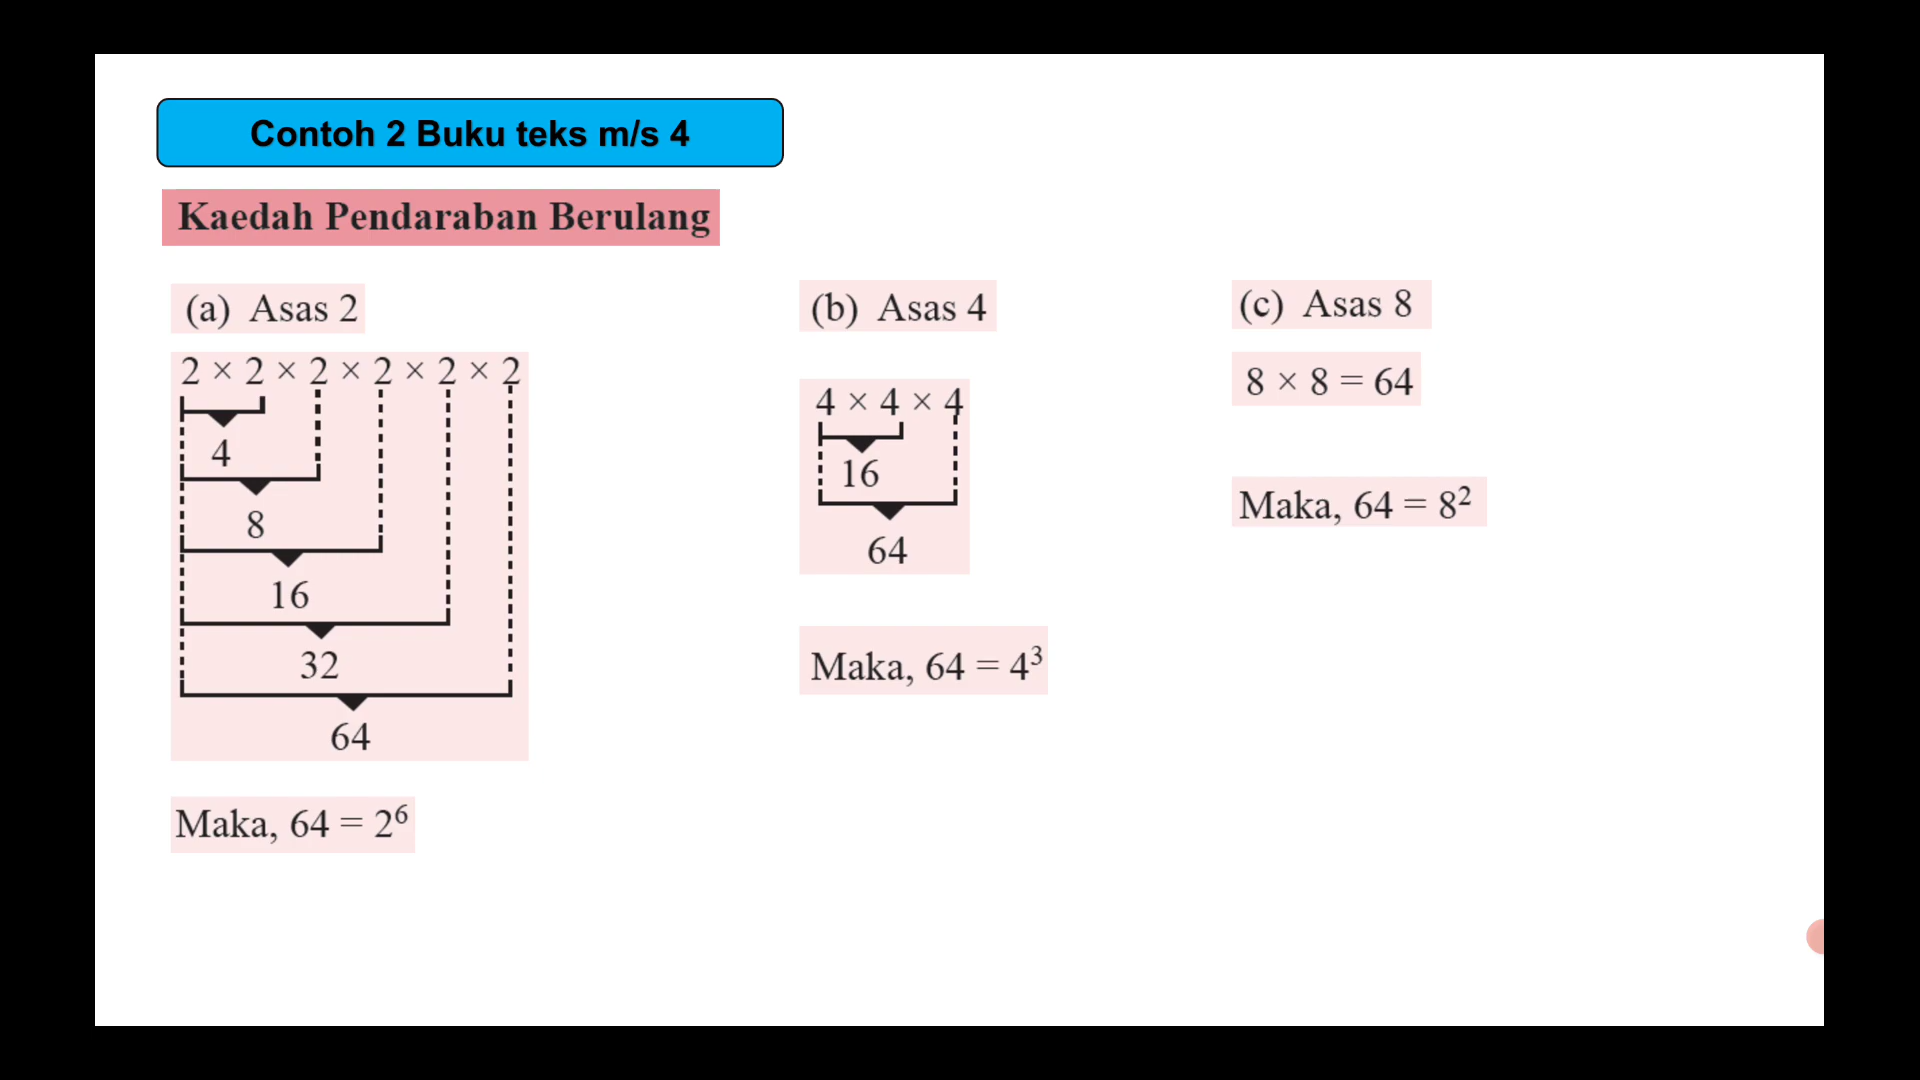 Contoh 2 Buku teks m/s 4
Kaedah Pendaraban Berulang
(a) Asas 2
2 × 2 × 2 × 2 × 2 × 2
4
8
16
32
64
Maka, 64 = 2⁶
(b) Asas 4
4 × 4 × 4
16
64
Maka, 64 = 4³
(c) Asas 8
8 × 8 = 64
Maka, 64 = 8²